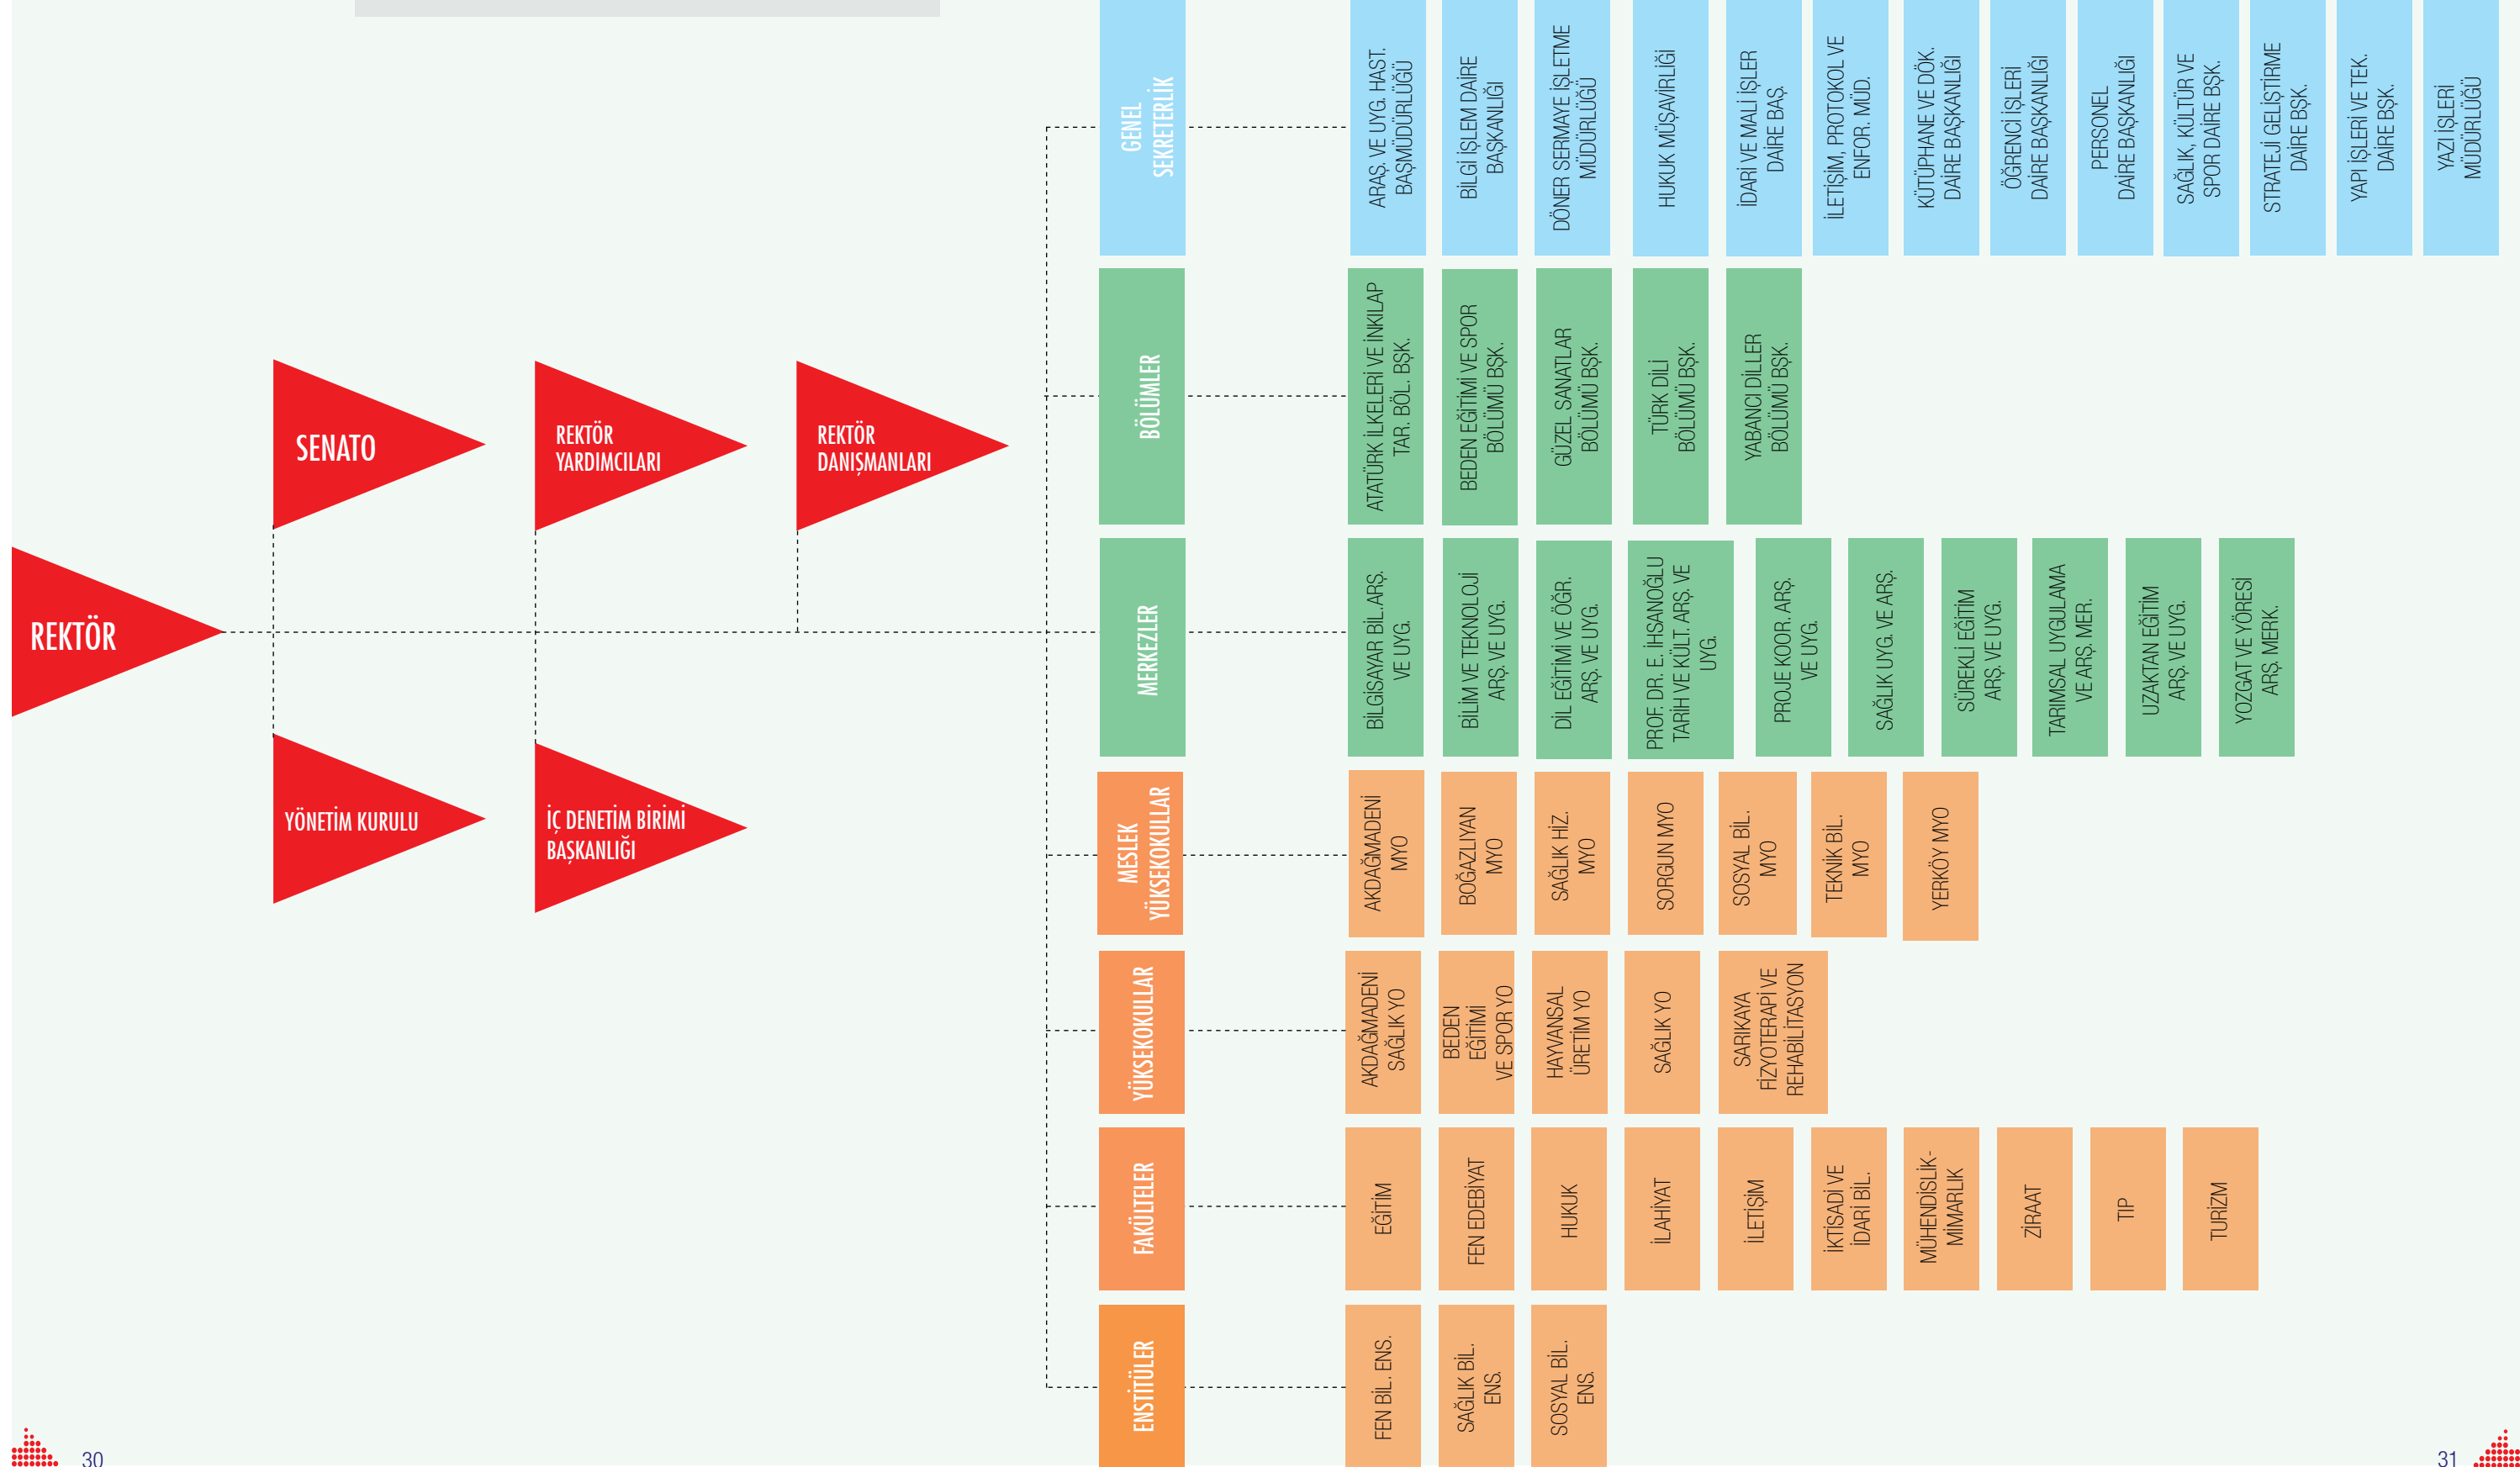 REKTÖR
SENATO
YÖNETİM KURULU
REKTÖR
YARDIMCILARI
İÇ DENETİM BİRİMİ
BAŞKANLIĞI
REKTÖR
DANIŞMANLARI
GENEL
SEKRETERLİK
ARAŞ. VE UYG. HAST.
BAŞMÜDÜRLÜĞÜ
BİLGİ İŞLEM DAİRE
BAŞKANLIĞI
DÖNER SERMAYE İŞLETME
MÜDÜRLÜĞÜ
HUKUK MÜŞAVİRLİĞİ
İDARİ VE MALİ İŞLER
DAİRE BAŞ.
İLETİŞİM, PROTOKOL VE
ENFOR. MÜD.
KÜTÜPHANE VE DÖK.
DAİRE BAŞKANLIĞI
ÖĞRENCİ İŞLERİ
DAİRE BAŞKANLIĞI
PERSONEL
DAİRE BAŞKANLIĞI
SAĞLIK, KÜLTÜR VE
SPOR DAİRE BŞK.
STRATEJİ GELİŞTİRME
DAİRE BŞK.
YAPI İŞLERİ VE TEK.
DAİRE BŞK.
YAZI İŞLERİ
MÜDÜRLÜĞÜ
BÖLÜMLER
ATATÜRK İLKELERİ VE İNKILAP
TAR. BÖL. BŞK.
BEDEN EĞİTİMİ VE SPOR
BÖLÜMÜ BŞK.
GÜZEL SANATLAR
BÖLÜMÜ BŞK.
TÜRK DİLİ
BÖLÜMÜ BŞK.
YABANCI DİLLER
BÖLÜMÜ BŞK.
MERKEZLER
BİLGİSAYAR BİL.ARŞ.
VE UYG.
BİLİM VE TEKNOLOJİ
ARŞ. VE UYG.
DİL EĞİTİMİ VE ÖĞR.
ARŞ. VE UYG.
PROF. DR. E. İHSANOĞLU
TARİH VE KÜLT. ARŞ. VE
UYG.
PROJE KOOR. ARŞ.
VE UYG.
SAĞLIK UYG. VE ARŞ.
SÜREKLİ EĞİTİM
ARŞ. VE UYG.
TARIMSAL UYGULAMA
VE ARŞ. MER.
UZAKTAN EĞİTİM
ARŞ. VE UYG.
YOZGAT VE YÖRESİ
ARŞ. MERK.
MESLEK
YÜKSEKOKULLAR
AKDAĞMADENİ
MYO
BOĞAZLIYAN
MYO
SAĞLIK HİZ.
MYO
SORGUN MYO
SOSYAL BİL.
MYO
TEKNİK BİL.
MYO
YERKÖY MYO
YÜKSEKOKULLAR
AKDAĞMADENİ
SAĞLIK YO
BEDEN
EĞİTİMİ
VE SPOR YO
HAYVANSAL
ÜRETİM YO
SAĞLIK YO
SARIKAYA
FİZYOTERAPİ VE
REHABİLİTASYON
FAKÜLTELER
EĞİTİM
FEN EDEBİYAT
HUKUK
İLAHİYAT
İLETİŞİM
İKTİSADİ VE
İDARİ BİL.
MÜHENDİSLİK-
MİMARLIK
ZİRAAT
TIP
TURİZM
ENSTİTÜLER
FEN BİL. ENS.
SAĞLIK BİL.
ENS.
SOSYAL BİL.
ENS.
30
31